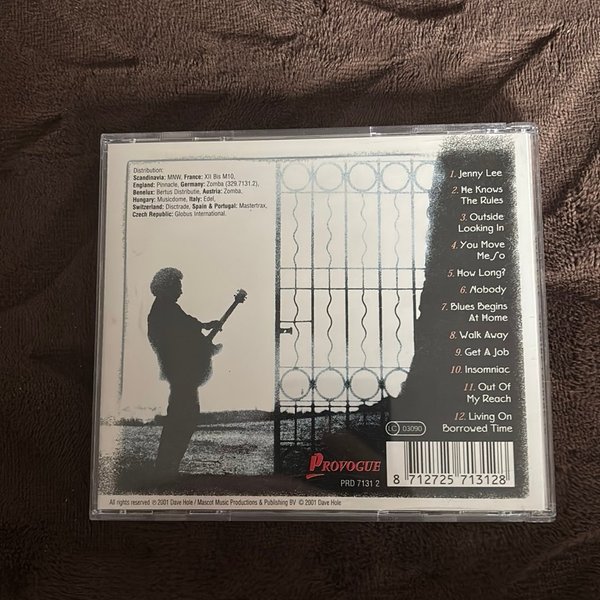 Distribution:
Scandinavia: MNW, France: XII Bis M10,
England: Pinnacle, Germany: Zomba (329.7131.2),
Benelux: Bertus Distributie, Austria: Zomba,
Hungary: Musicdome, Italy: Edel,
Switzerland: Disctrade, Spain & Portugal: Mastertrax,
Czech Republic: Globus International.
1. Jenny Lee
2. He Knows
The Rules
3. Outside
Looking In
4. You Move
Me So
5. How Long?
6. Nobody
7. Blues Begins
At Home
8. Walk Away
9. Get A Job
10. Insomniac
11. Out Of
My Reach
12. Living On
Borrowed Time
LC 03090
PROVOGUE
PRD 7131 2
8 712725 713128
All rights reserved ℗ 2001 Dave Hole / Mascot Music Productions & Publishing BV © 2001 Dave Hole